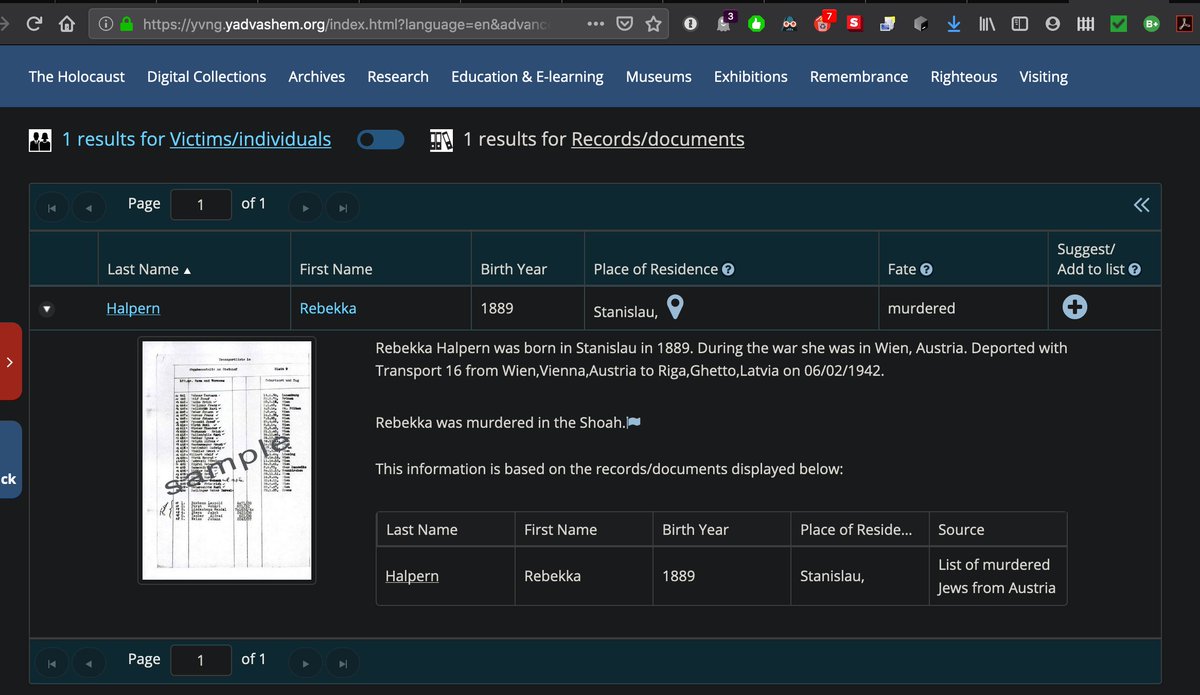 https://yvng.yadvashem.org/index.html?language=en&advanc
3
7
S
B+
The Holocaust Digital Collections Archives Research Education & E-learning Museums Exhibitions Remembrance Righteous Visiting
1 results for Victims/individuals 1 results for Records/documents
Page 1 of 1
Last Name First Name Birth Year Place of Residence ? Fate ? Suggest/
Add to list ?
Halpern Rebekka 1889 Stanislau, murdered
Rebekka Halpern was born in Stanislau in 1889. During the war she was in Wien, Austria. Deported with
Transport 16 from Wien,Vienna,Austria to Riga,Ghetto,Latvia on 06/02/1942.
Rebekka was murdered in the Shoah.
This information is based on the records/documents displayed below:
sample
ck
Last Name First Name Birth Year Place of Reside... Source
Halpern Rebekka 1889 Stanislau, List of murdered
Jews from Austria
Page 1 of 1